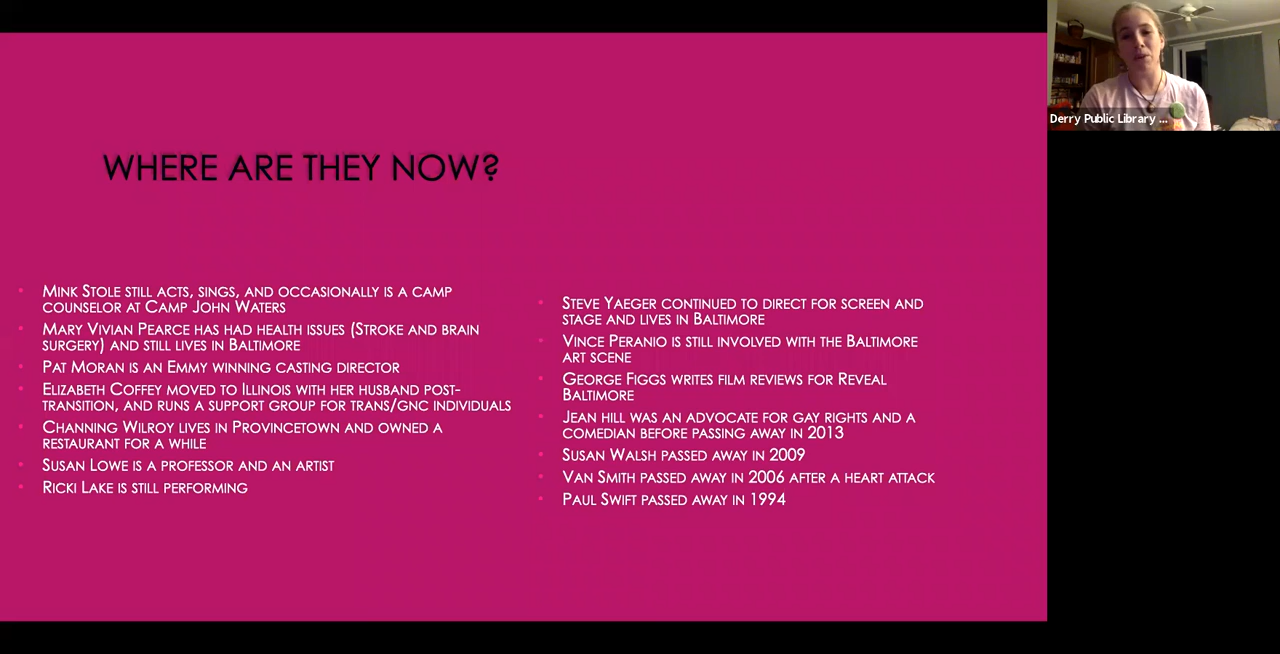 WHERE ARE THEY NOW?
• MINK STOLE STILL ACTS, SINGS, AND OCCASIONALLY IS A CAMP
COUNSELOR AT CAMP JOHN WATERS
• MARY VIVIAN PEARCE HAS HAD HEALTH ISSUES (STROKE AND BRAIN
SURGERY) AND STILL LIVES IN BALTIMORE
• PAT MORAN IS AN EMMY WINNING CASTING DIRECTOR
• ELIZABETH COFFEY MOVED TO ILLINOIS WITH HER HUSBAND POST-
TRANSITION, AND RUNS A SUPPORT GROUP FOR TRANS/GNC INDIVIDUALS
• CHANNING WILROY LIVES IN PROVINCETOWN AND OWNED A
RESTAURANT FOR A WHILE
• SUSAN LOWE IS A PROFESSOR AND AN ARTIST
• RICKI LAKE IS STILL PERFORMING
• STEVE YAEGER CONTINUED TO DIRECT FOR SCREEN AND
STAGE AND LIVES IN BALTIMORE
• VINCE PERANIO IS STILL INVOLVED WITH THE BALTIMORE
ART SCENE
• GEORGE FIGGS WRITES FILM REVIEWS FOR REVEAL
BALTIMORE
• JEAN HILL WAS AN ADVOCATE FOR GAY RIGHTS AND A
COMEDIAN BEFORE PASSING AWAY IN 2013
• SUSAN WALSH PASSED AWAY IN 2009
• VAN SMITH PASSED AWAY IN 2006 AFTER A HEART ATTACK
• PAUL SWIFT PASSED AWAY IN 1994
Derry Public Library ...